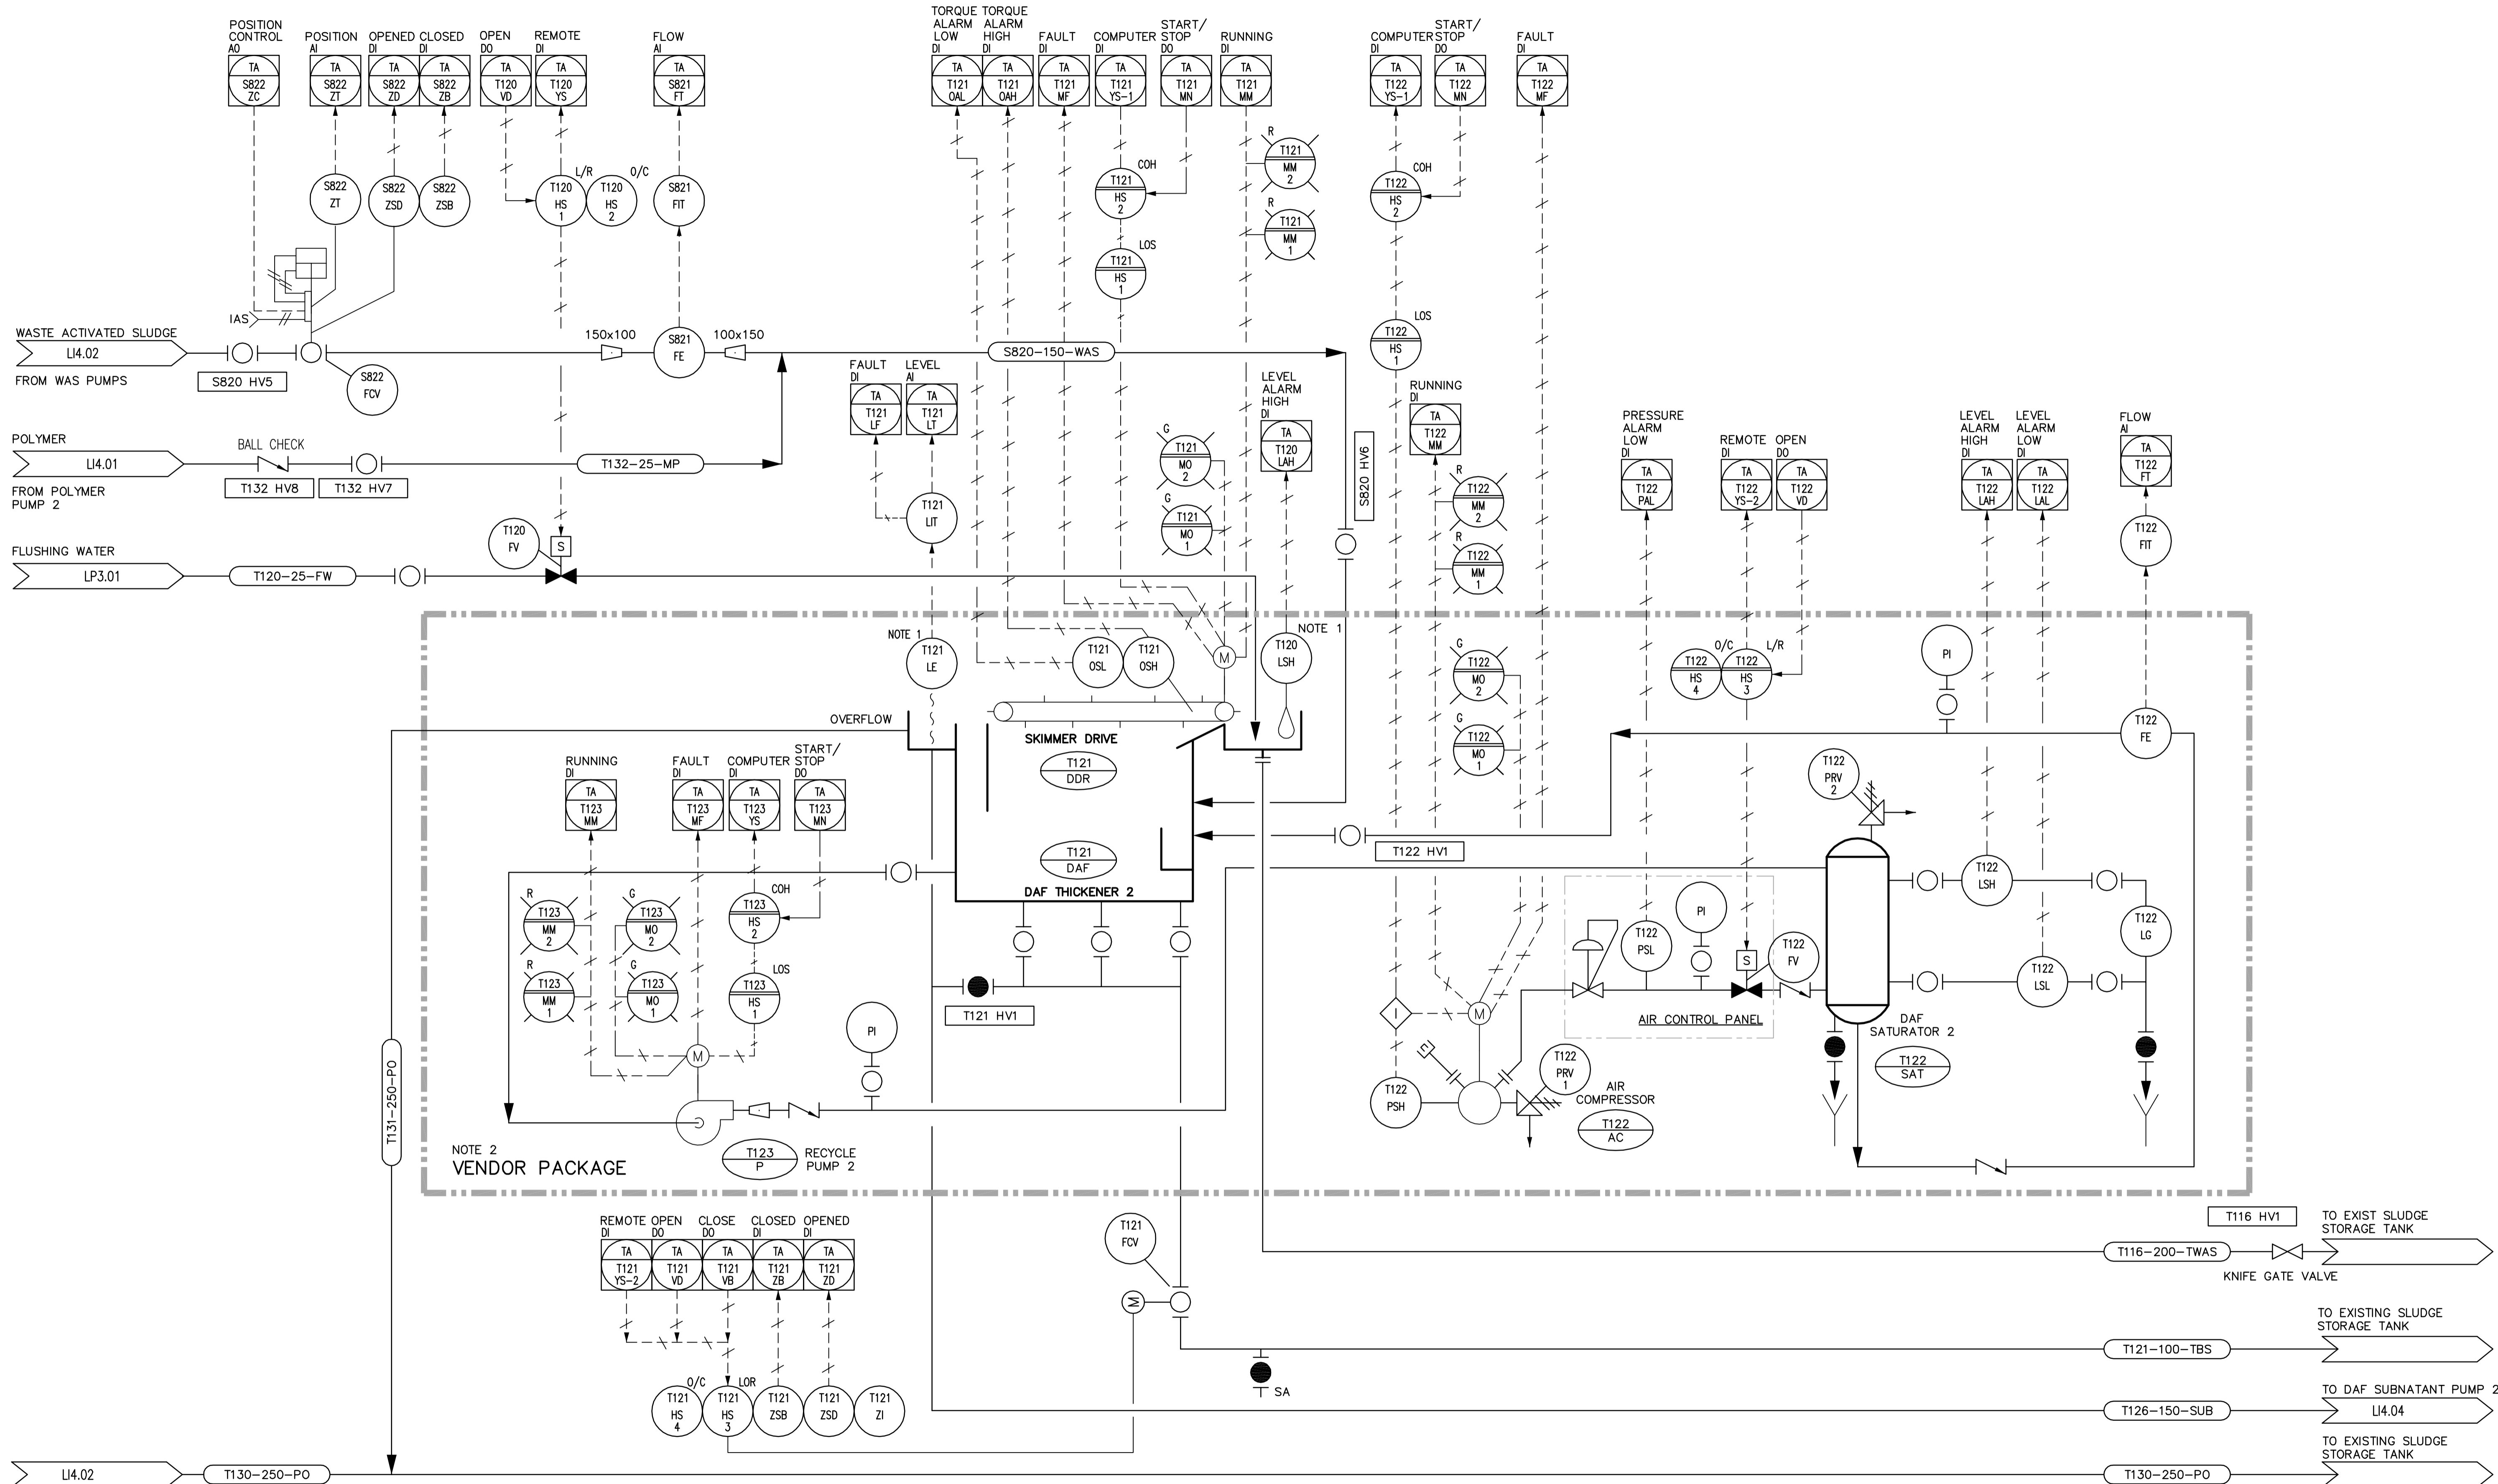 POSITION
CONTROL
AO
TA
S822
ZC
POSITION
AI
TA
S822
ZT
OPENED
DI
TA
S822
ZD
CLOSED
DI
TA
S822
ZB
OPEN
DO
TA
T120
VD
REMOTE
DI
TA
T120
YS
FLOW
AI
TA
S821
FT
TORQUE
ALARM
LOW
DI
TA
T121
OAL
TORQUE
ALARM
HIGH
DI
TA
T121
OAH
FAULT
DI
TA
T121
MF
COMPUTER
DI
TA
T121
YS-1
START/
STOP
DO
TA
T121
MN
RUNNING
DI
TA
T121
MM
COMPUTER
DI
TA
T122
YS-1
START/
STOP
DO
TA
T122
MN
FAULT
DI
TA
T122
MF
S822
ZT
S822
ZSD
S822
ZSB
L/R
T120
HS
1
O/C
T120
HS
2
S821
FIT
COH
T121
HS
2
LOS
T121
HS
1
R
T121
MM
2
R
T121
MM
1
COH
T122
HS
2
LOS
T122
HS
1
IAS
WASTE ACTIVATED SLUDGE
LI4.02
FROM WAS PUMPS
S820 HV5
S822
FCV
150x100
S821
FE
100x150
S820-150-WAS
POLYMER
LI4.01
FROM POLYMER
PUMP 2
BALL CHECK
T132 HV8
T132 HV7
T132-25-MP
FLUSHING WATER
LP3.01
T120-25-FW
T120
FV
S
FAULT
DI
TA
T121
LF
LEVEL
AI
TA
T121
LT
T121
LIT
G
T121
MO
2
G
T121
MO
1
LEVEL
ALARM
HIGH
DI
TA
T120
LAH
S820 HV6
RUNNING
DI
TA
T122
MM
R
T122
MM
2
R
T122
MM
1
PRESSURE
ALARM
LOW
DI
TA
T122
PAL
REMOTE
DI
TA
T122
YS-2
OPEN
DO
TA
T122
VD
LEVEL
ALARM
HIGH
DI
TA
T122
LAH
LEVEL
ALARM
LOW
DI
TA
T122
LAL
FLOW
AI
TA
T122
FT
T122
FIT
NOTE 1
T121
LE
T121
OSL
T121
OSH
M
T120
LSH
NOTE 1
G
T122
MO
2
G
T122
MO
1
O/C
T122
HS
4
L/R
T122
HS
3
PI
T122
FE
OVERFLOW
SKIMMER DRIVE
T121
DDR
T121
DAF
DAF THICKENER 2
RUNNING
DI
TA
T123
MM
FAULT
DI
TA
T123
MF
COMPUTER
DI
TA
T123
YS
START/
STOP
DO
TA
T123
MN
R
T123
MM
2
R
T123
MM
1
G
T123
MO
2
G
T123
MO
1
COH
T123
HS
2
LOS
T123
HS
1
M
PI
T121 HV1
T122 HV1
T122
PRV
2
T122
LSH
T122
LG
T122
LSL
T122
PSL
PI
S
T122
FV
AIR CONTROL PANEL
DAF
SATURATOR 2
T122
SAT
I
M
E
T122
PSH
T122
PRV
1
AIR
COMPRESSOR
T122
AC
T131-250-PO
NOTE 2
VENDOR PACKAGE
T123
P
RECYCLE
PUMP 2
REMOTE
DI
TA
T121
YS-2
OPEN
DO
TA
T121
VD
CLOSE
DO
TA
T121
VB
CLOSED
DI
TA
T121
ZB
OPENED
DI
TA
T121
ZD
T121
FCV
M
O/C
T121
HS
4
LOR
T121
HS
3
T121
ZSB
T121
ZSD
T121
ZI
SA
T116 HV1
TO EXIST SLUDGE
STORAGE TANK
T116-200-TWAS
KNIFE GATE VALVE
TO EXISTING SLUDGE
STORAGE TANK
T121-100-TBS
TO DAF SUBNATANT PUMP 2
T126-150-SUB
LI4.04
TO EXISTING SLUDGE
STORAGE TANK
LI4.02
T130-250-PO
T130-250-PO